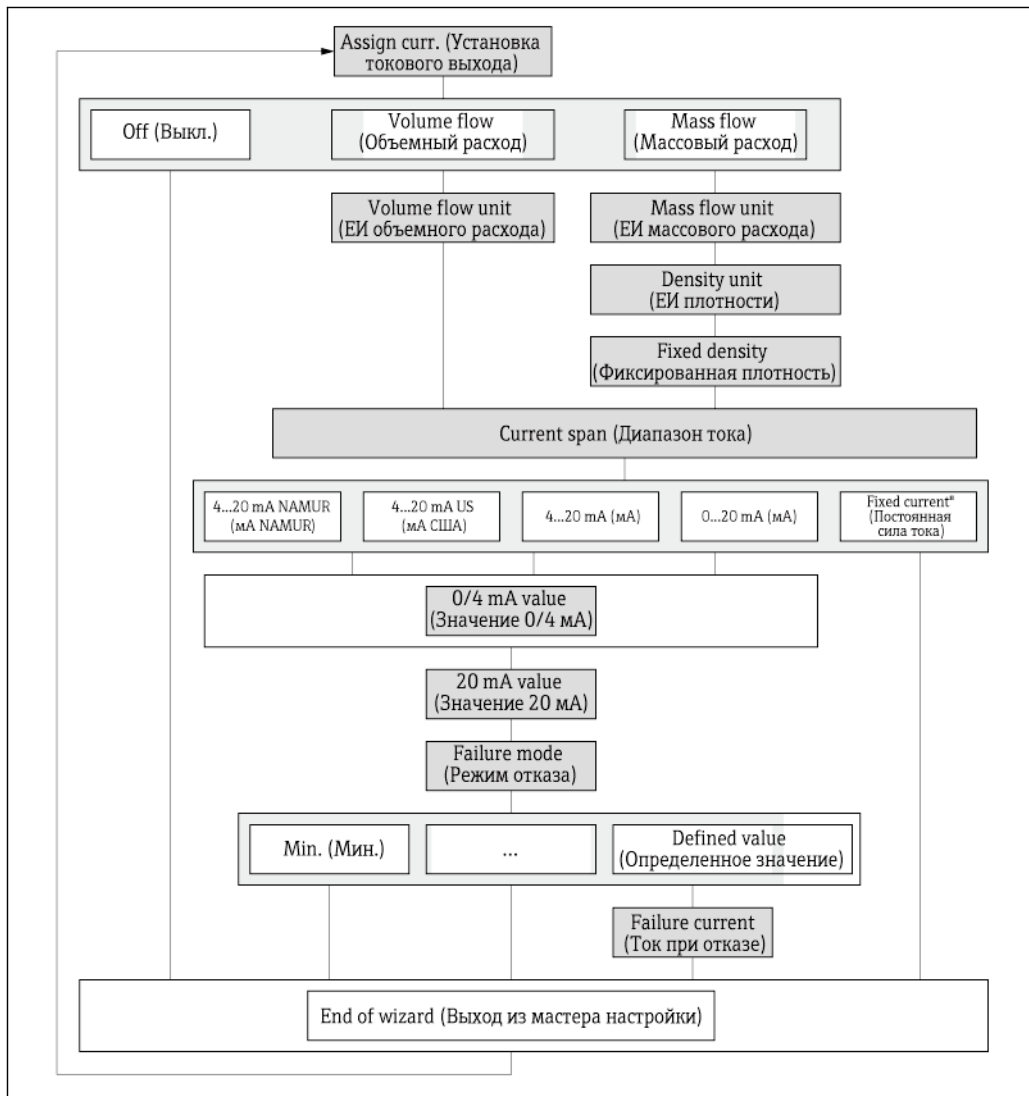 Assign curr. (Установка
токового выхода)
Off (Выкл.)
Volume flow
(Объемный расход)
Mass flow
(Массовый расход)
Volume flow unit
(ЕИ объемного расхода)
Mass flow unit
(ЕИ массового расхода)
Density unit
(ЕИ плотности)
Fixed density
(Фиксированная плотность)
Current span (Диапазон тока)
4...20 mA NAMUR
(мА NAMUR)
4...20 mA US
(мА США)
4...20 mA (мА)
0...20 mA (мА)
Fixed current*
(Постоянная
сила тока)
0/4 mA value
(Значение 0/4 мА)
20 mA value
(Значение 20 мА)
Failure mode
(Режим отказа)
Min. (Мин.)
...
Defined value
(Определенное значение)
Failure current
(Ток при отказе)
End of wizard (Выход из мастера настройки)